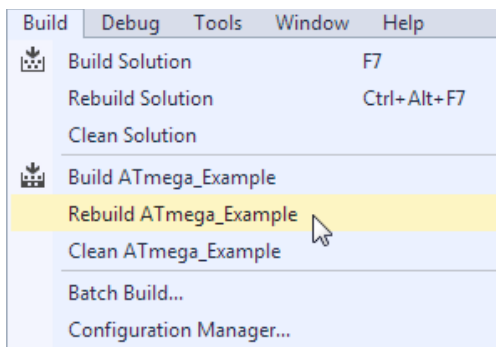 Build Debug Tools Window Help
Build Solution F7
Rebuild Solution Ctrl+Alt+F7
Clean Solution
Build ATmega_Example
Rebuild ATmega_Example
Clean ATmega_Example
Batch Build...
Configuration Manager...